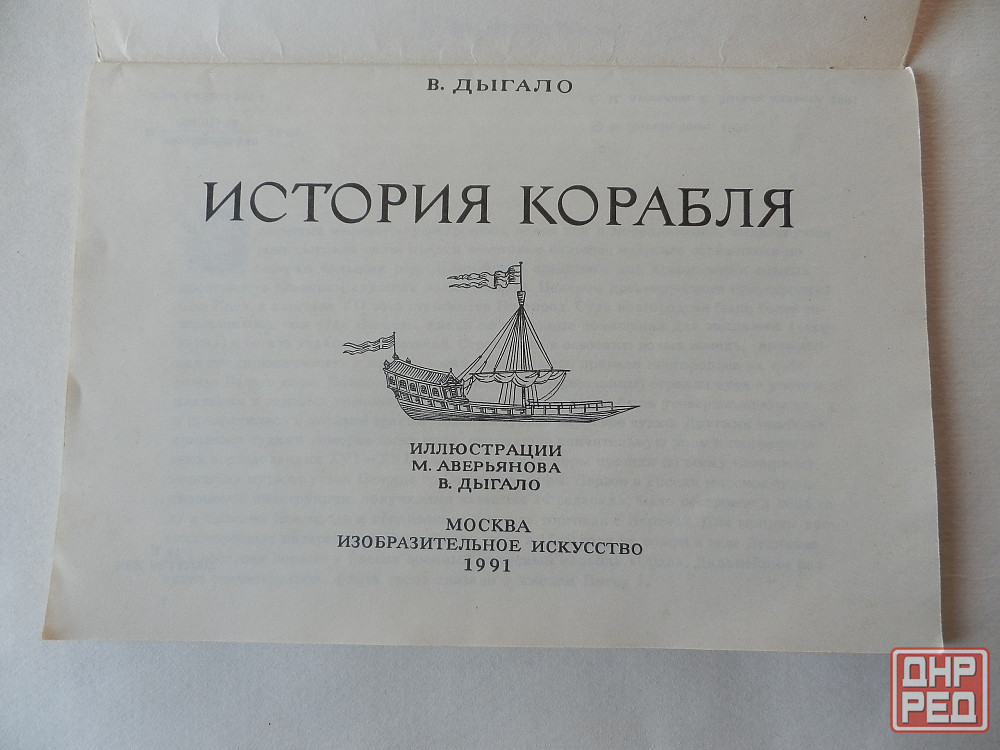 В. ДЫГАЛО
ИСТОРИЯ КОРАБЛЯ
ИЛЛЮСТРАЦИИ
М. АВЕРЬЯНОВА
В. ДЫГАЛО
МОСКВА
ИЗОБРАЗИТЕЛЬНОЕ ИСКУССТВО
1991
ДНР
РЕД